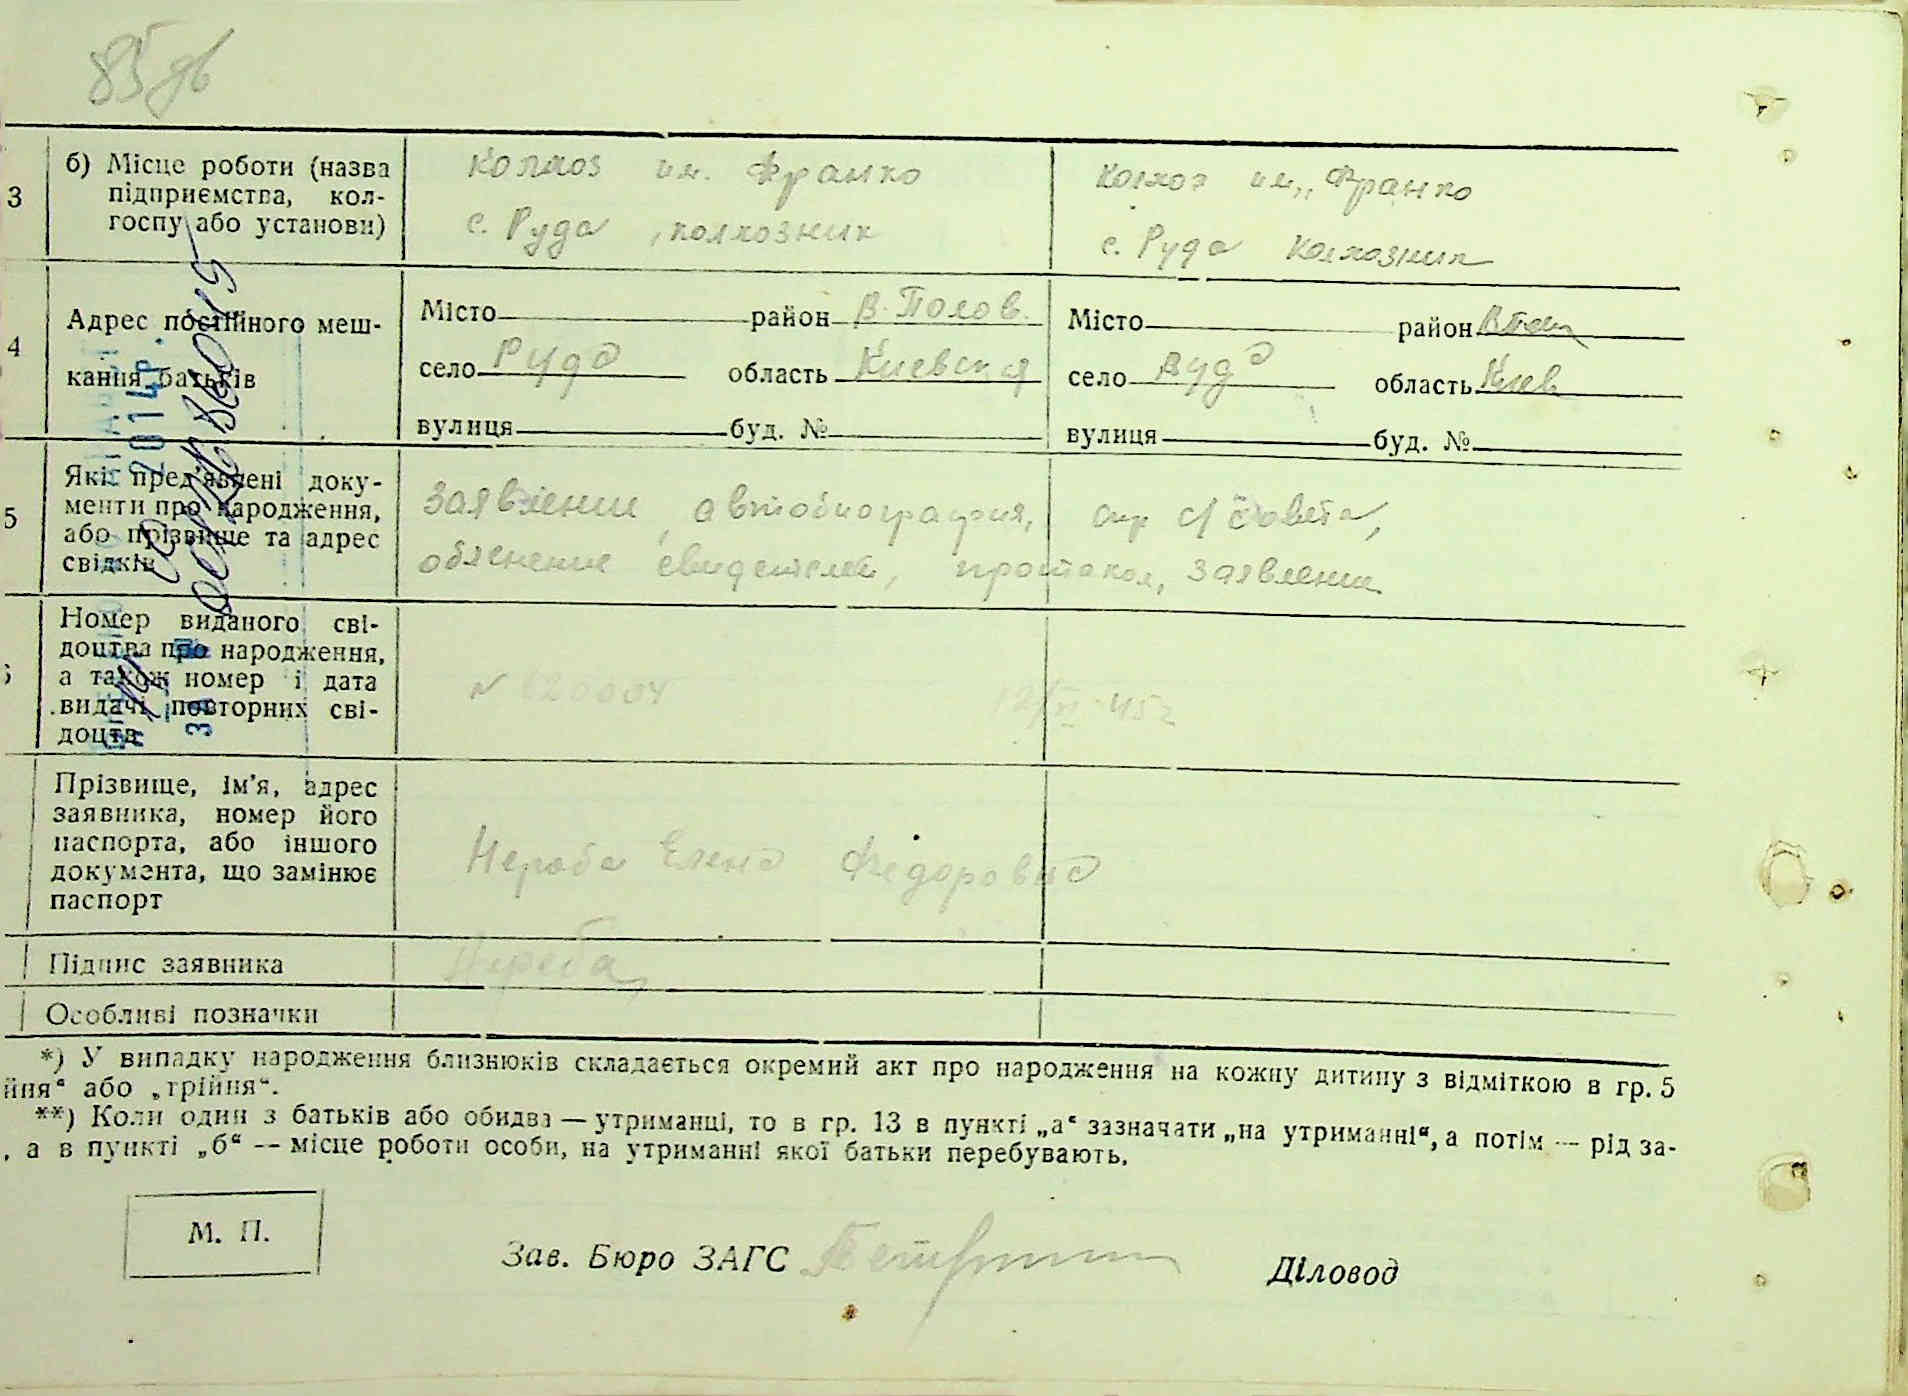 85 дв
3
б) Місце роботи (назва
підприємства, кол-
госпу або установи)
колхоз им. Франко
с. Руда, колхозник
колхоз им. Франко
с. Руда колхозник
4
Адрес постійного меш-
кання батьків
Місто район В. Полов.
село Руда область Киевская
вулиця буд. №
Місто район
село Руда область Киев
вулиця буд. №
2014р.
5
Які пред'явлені доку-
менти про народження,
або прізвище та адрес
свідків
Заявление, автобиография, спр с/совета,
обяснение свидетелей, протокол, заявление
Номер виданого сві-
доцтва про народження,
а також номер і дата
видачі повторних сві-
доцтв
N 620004 12/VI-45г
Прізвище, ім'я, адрес
заявника, номер його
паспорта, або іншого
документа, що замінює
паспорт
Нероба Елена Федоровна
Підпис заявника
Нероба
Особливі позначки
*) У випадку народження близнюків складається окремий акт про народження на кожну дитину з відміткою в гр. 5
йня“ або „трійня“.
**) Коли один з батьків або обидва — утриманці, то в гр. 13 в пункті „а“ зазначати „на утриманні“, а потім — рід за-
, а в пункті „б“ — місце роботи особи, на утриманні якої батьки перебувають.
М. П.
Зав. Бюро ЗАГС
Діловод